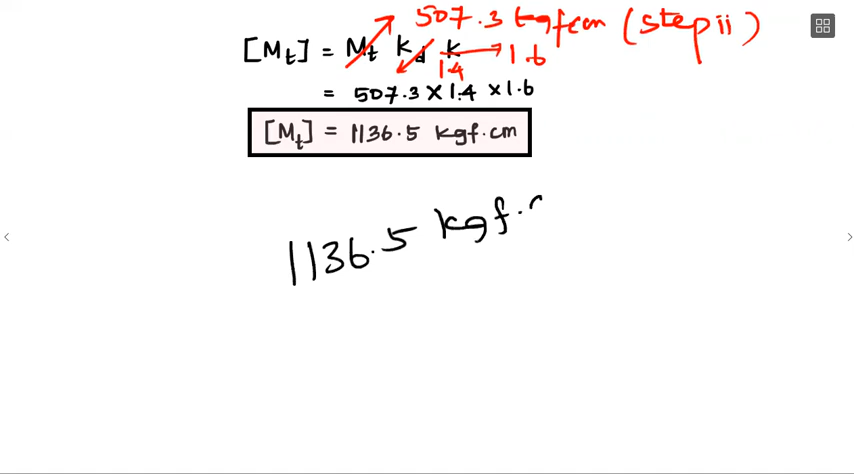 507.3 kgfcm (step ii)
[Mt] = Mt kd k
1.4 1.6
= 507.3 × 1.4 × 1.6
[Mt] = 1136.5 kgf.cm
1136.5 kgf.c